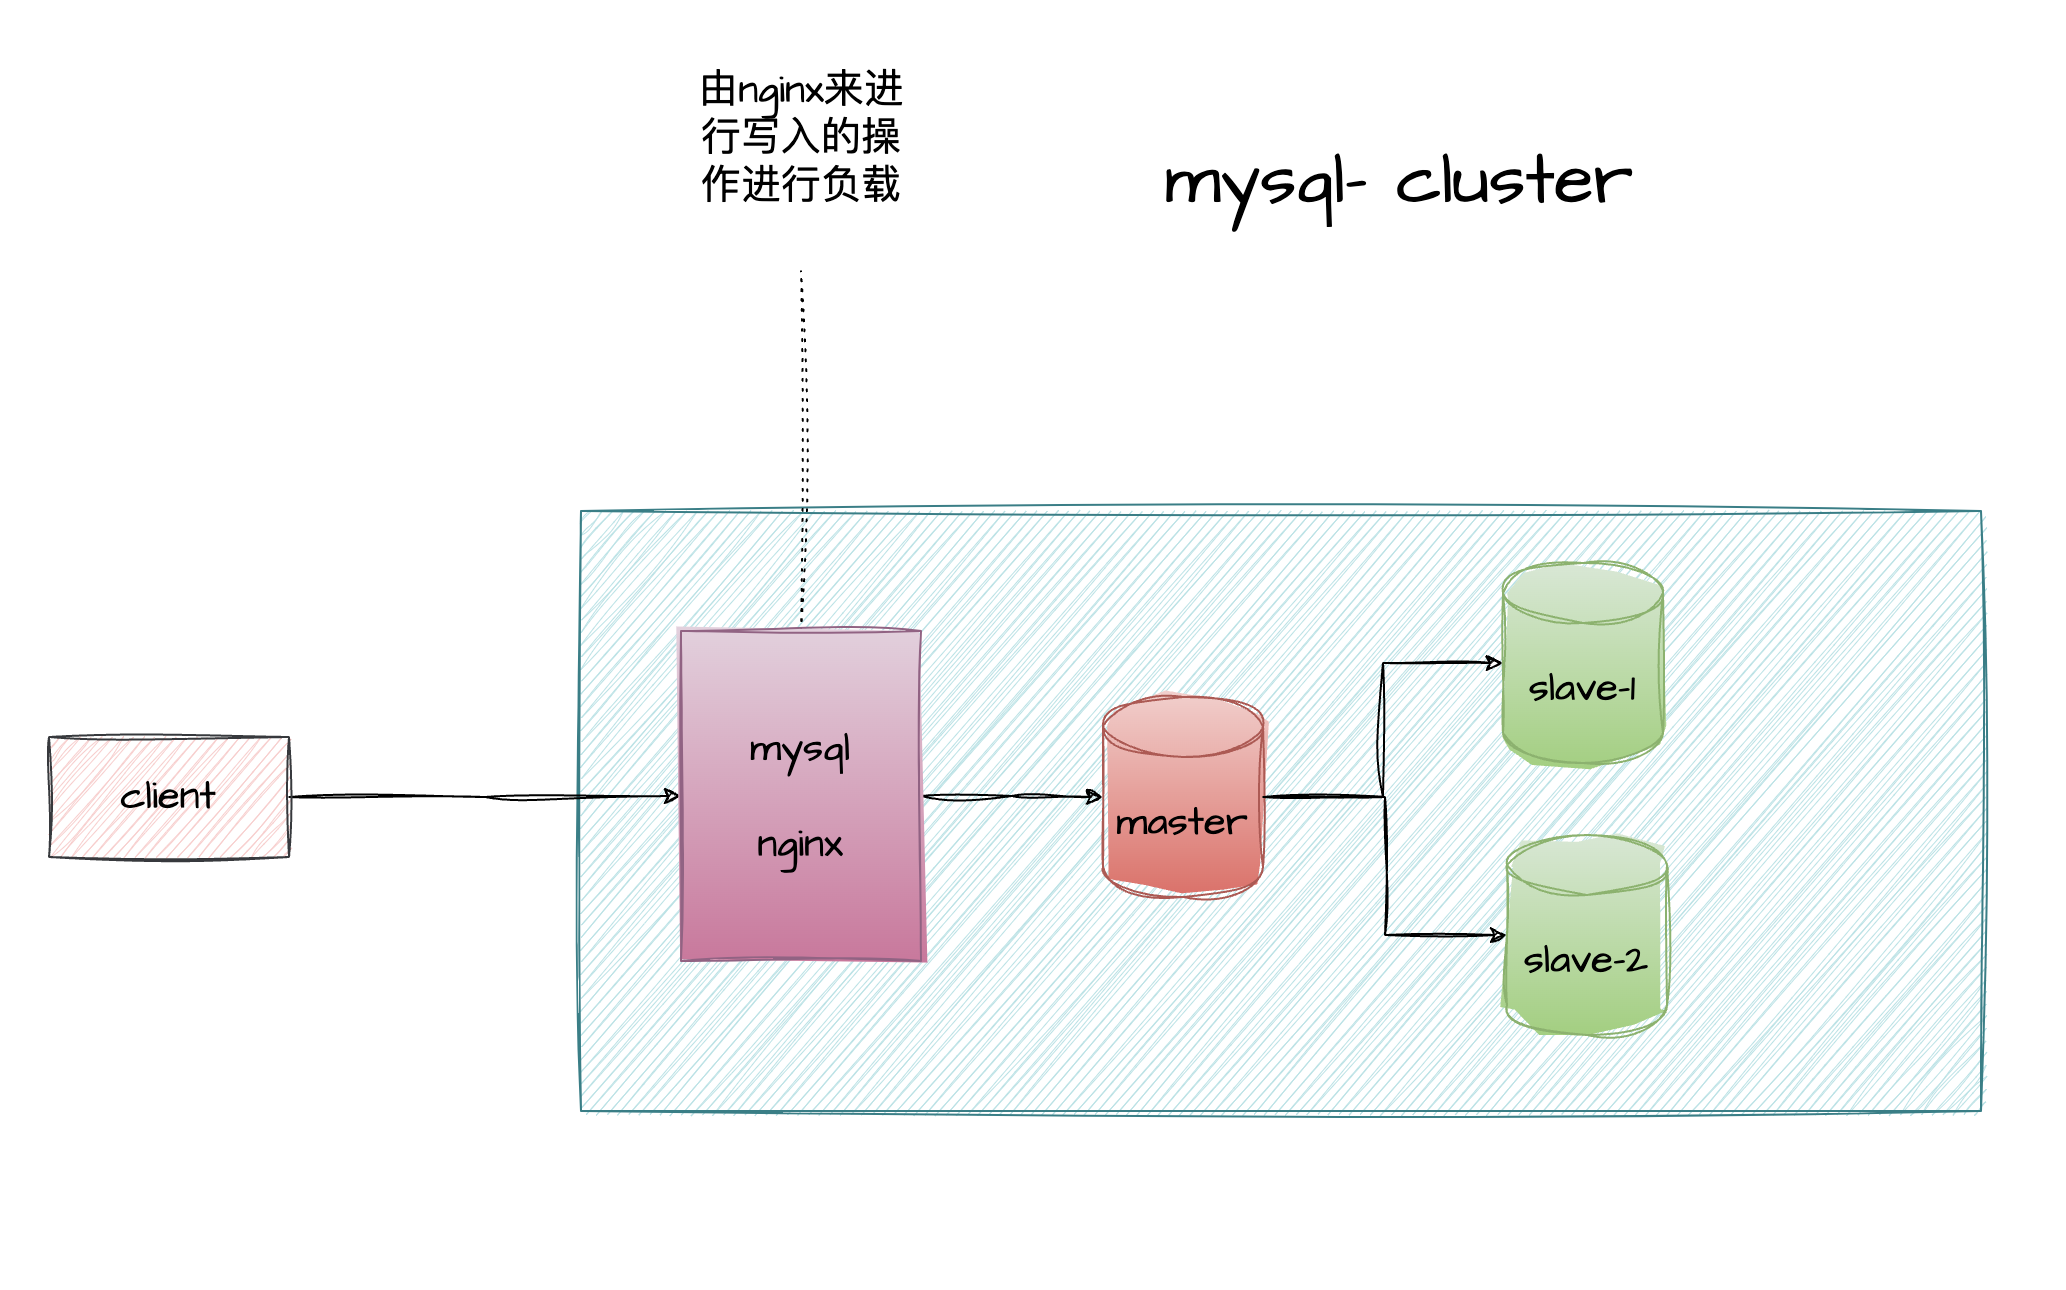 由nginx来进
行写入的操
作进行负载
mysql- cluster
client
mysql
nginx
master
slave-1
slave-2